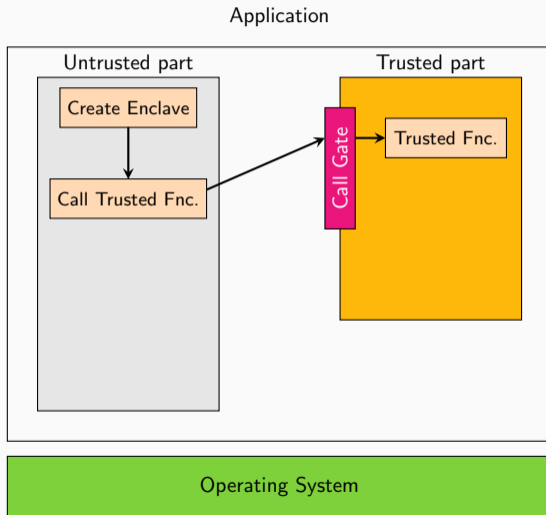 Application
Untrusted part
Trusted part
Create Enclave
Call Trusted Fnc.
Call Gate
Trusted Fnc.
Operating System